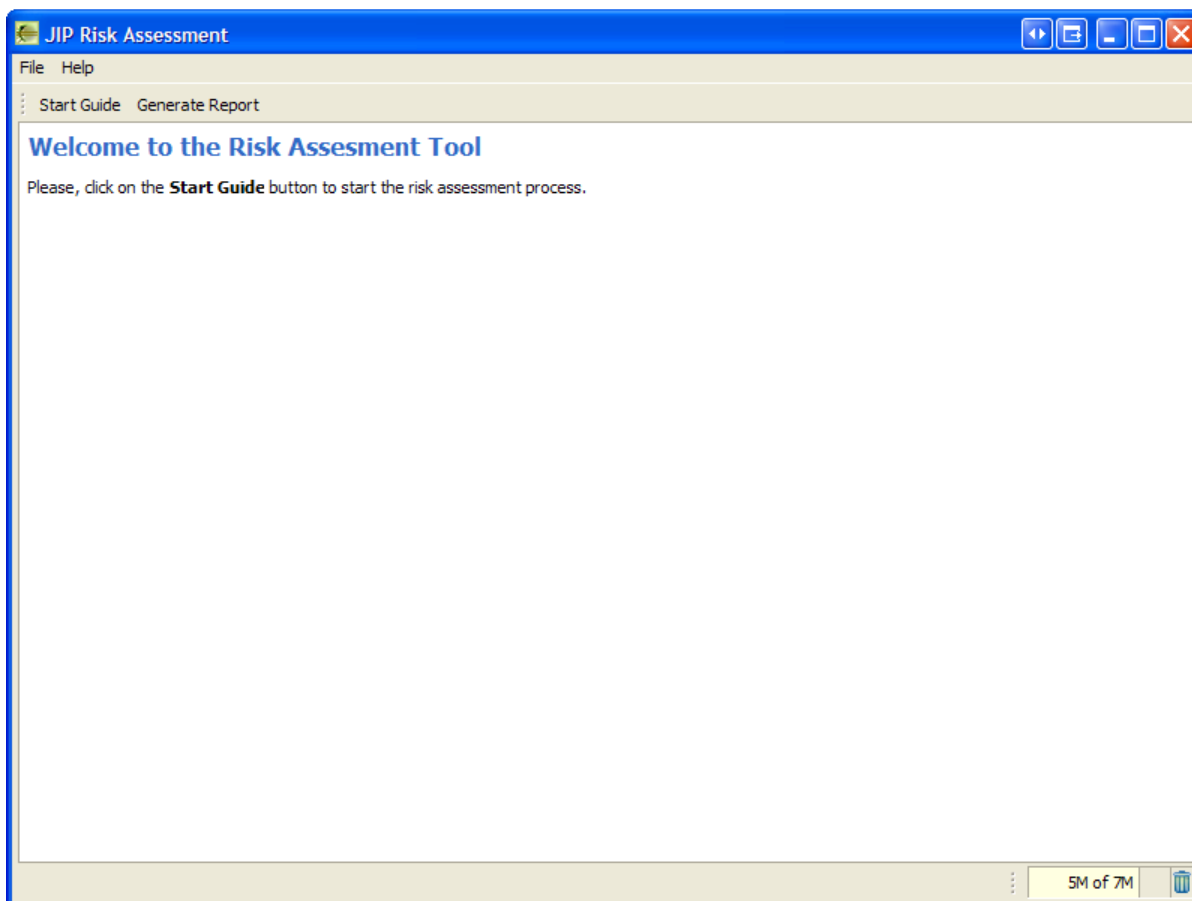 JIP Risk Assessment
File Help
Start Guide Generate Report
Welcome to the Risk Assesment Tool
Please, click on the Start Guide button to start the risk assessment process.
5M of 7M